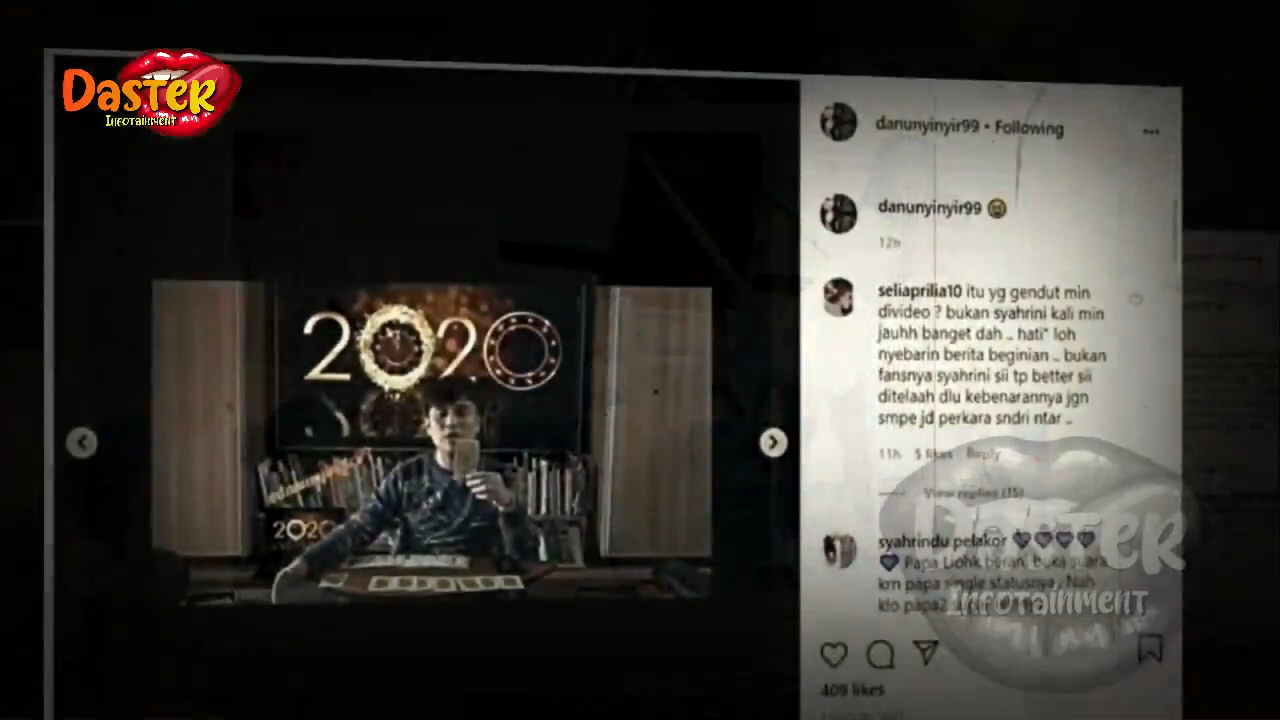 DASTER
INFOTAINMENT
2020
2020
danunyinyir99 • Following
danunyinyir99 😭
12h
seliaprilia10 itu yg gendut min
divideo ? bukan syahrini kali min
jauhh banget dah .. hati" loh
nyebarin berita beginian .. bukan
fansnya syahrini sii tp better sii
ditelaah dlu kebenarannya jgn
smpe jd perkara sndri ntar ..
11h 5 likes Reply
View replies (15)
syahrindu pelakor 💜💜💜💜
💜 Papa Liohk berani buka suara
krn papa single statusnya. Nah
klo papa2
DASTER
INFOTAINMENT
409 likes